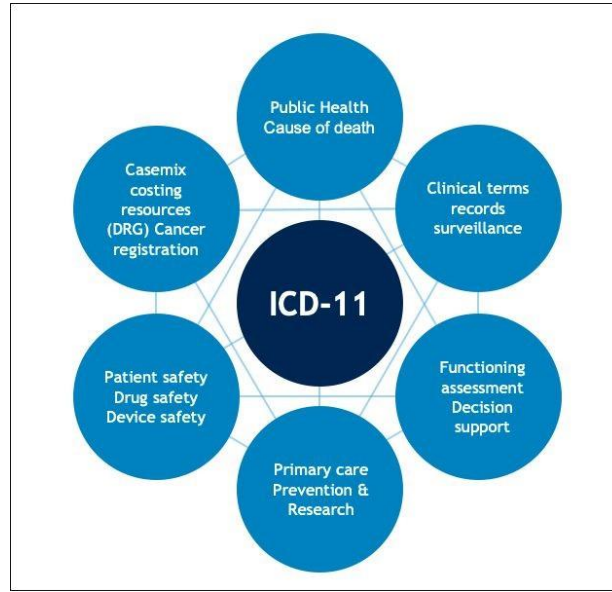 Public Health
Cause of death
Casemix
costing
resources
(DRG) Cancer
registration
Clinical terms
records
surveillance
ICD-11
Patient safety
Drug safety
Device safety
Functioning
assessment
Decision
support
Primary care
Prevention &
Research